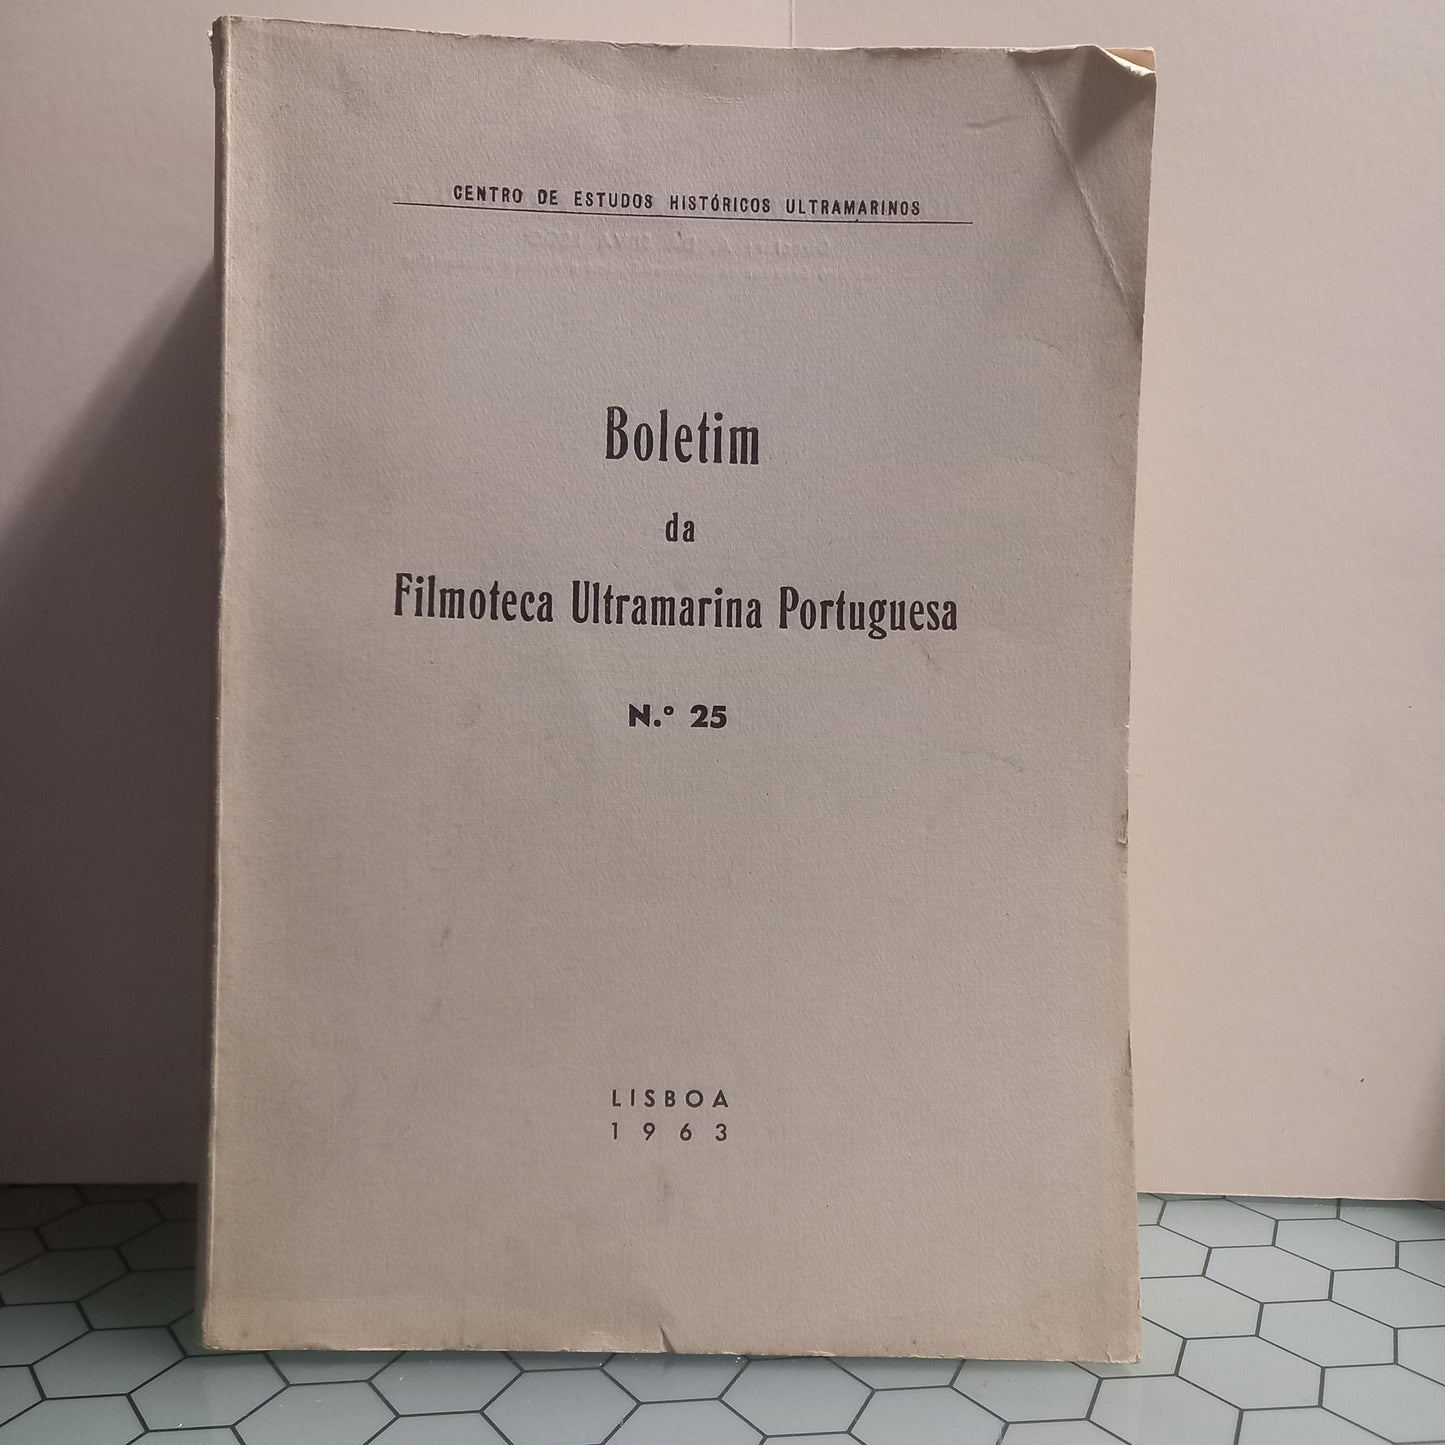 CENTRO DE ESTUDOS HISTÓRICOS ULTRAMARINOS
Boletim
da
Filmoteca Ultramarina Portuguesa
N.º 25
LISBOA
1963